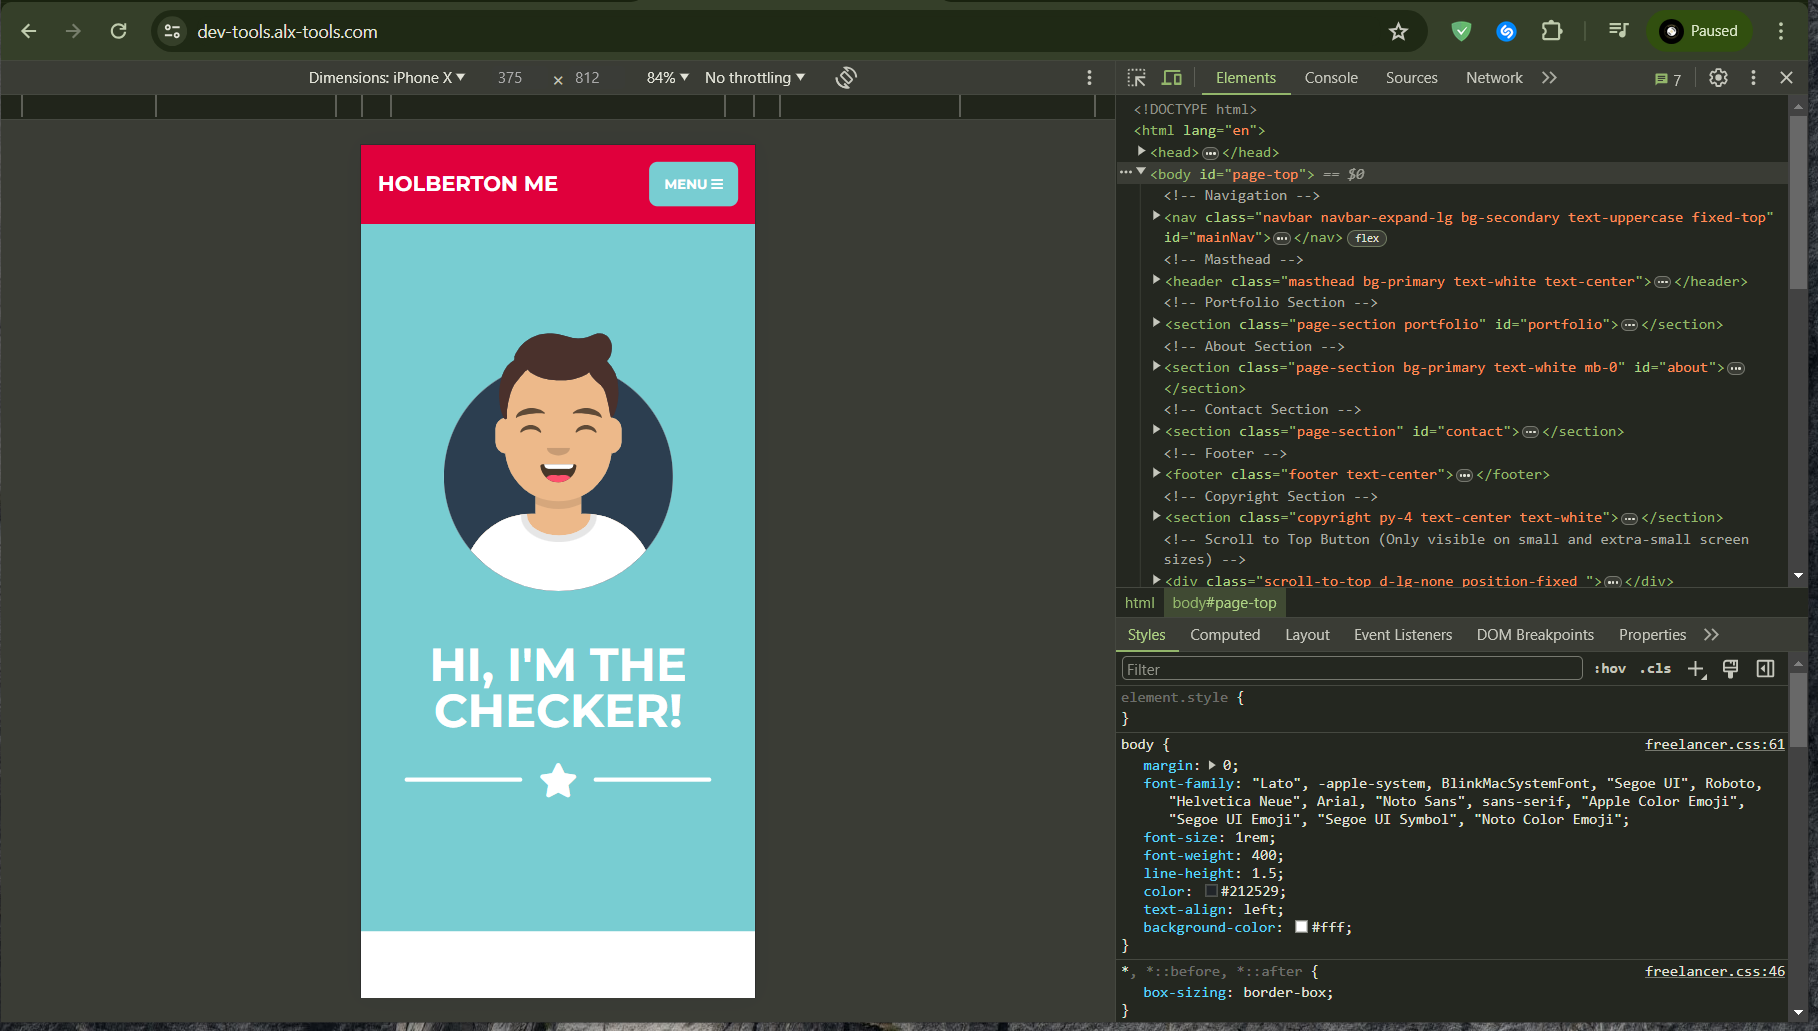 dev-tools.alx-tools.com
Paused
Dimensions: iPhone X ▼ 375 × 812 84% ▼ No throttling ▼
Elements Console Sources Network 7
HOLBERTON ME
MENU
HI, I'M THE
CHECKER!
<!DOCTYPE html>
<html lang="en">
<head>…</head>
<body id="page-top"> == $0
<!-- Navigation -->
<nav class="navbar navbar-expand-lg bg-secondary text-uppercase fixed-top"
id="mainNav">…</nav> flex
<!-- Masthead -->
<header class="masthead bg-primary text-white text-center">…</header>
<!-- Portfolio Section -->
<section class="page-section portfolio" id="portfolio">…</section>
<!-- About Section -->
<section class="page-section bg-primary text-white mb-0" id="about">…
</section>
<!-- Contact Section -->
<section class="page-section" id="contact">…</section>
<!-- Footer -->
<footer class="footer text-center">…</footer>
<!-- Copyright Section -->
<section class="copyright py-4 text-center text-white">…</section>
<!-- Scroll to Top Button (Only visible on small and extra-small screen
sizes) -->
<div class="scroll-to-top d-lg-none position-fixed ">…</div>
html body#page-top
Styles Computed Layout Event Listeners DOM Breakpoints Properties
Filter :hov .cls
element.style {
}
body { freelancer.css:61
margin: 0;
font-family: "Lato", -apple-system, BlinkMacSystemFont, "Segoe UI", Roboto,
"Helvetica Neue", Arial, "Noto Sans", sans-serif, "Apple Color Emoji",
"Segoe UI Emoji", "Segoe UI Symbol", "Noto Color Emoji";
font-size: 1rem;
font-weight: 400;
line-height: 1.5;
color: #212529;
text-align: left;
background-color: #fff;
}
*, *::before, *::after { freelancer.css:46
box-sizing: border-box;
}